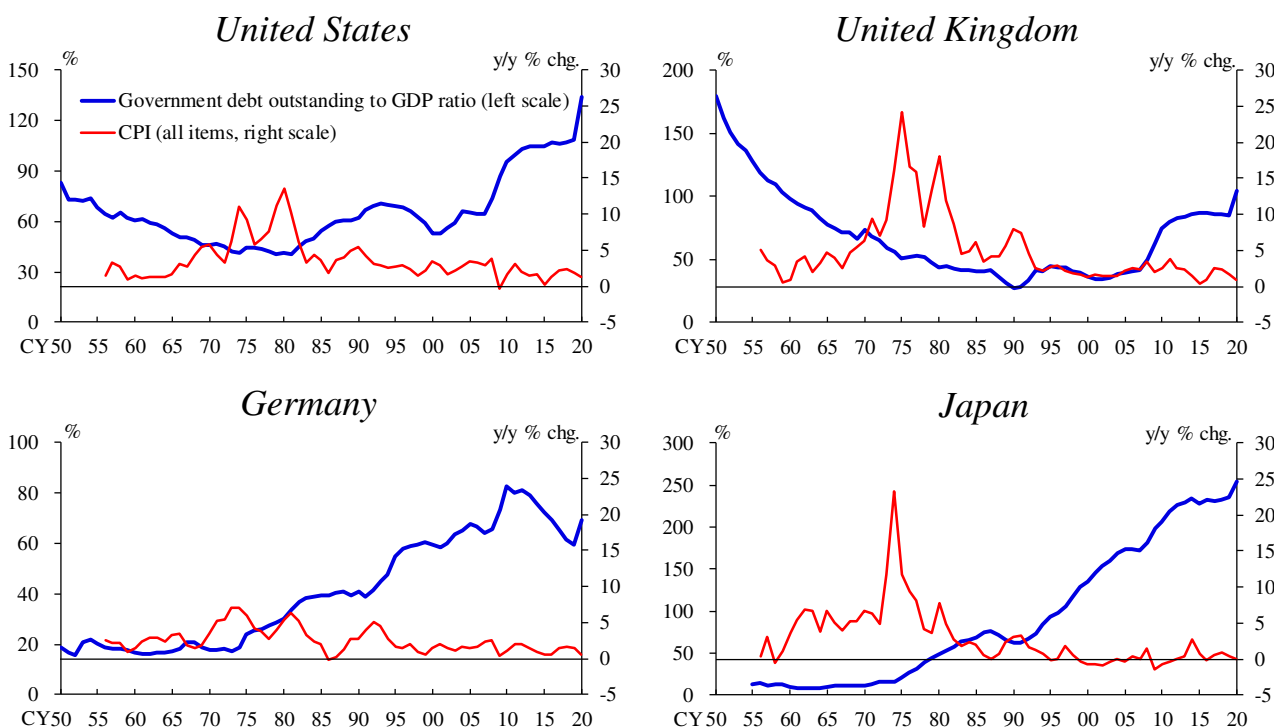 United States
United Kingdom
% y/y % chg.
150 30
120 25
90 20
60 15
30 10
0 5
0
-5
Government debt outstanding to GDP ratio (left scale)
CPI (all items, right scale)
CY50 55 60 65 70 75 80 85 90 95 00 05 10 15 20
% y/y % chg.
200 30
150 25
100 20
50 15
0 10
5
0
-5
CY50 55 60 65 70 75 80 85 90 95 00 05 10 15 20
Germany
Japan
% y/y % chg.
100 30
80 25
60 20
40 15
20 10
0 5
0
-5
CY50 55 60 65 70 75 80 85 90 95 00 05 10 15 20
% y/y % chg.
300 30
250 25
200 20
150 15
100 10
50 5
0 0
-5
CY50 55 60 65 70 75 80 85 90 95 00 05 10 15 20